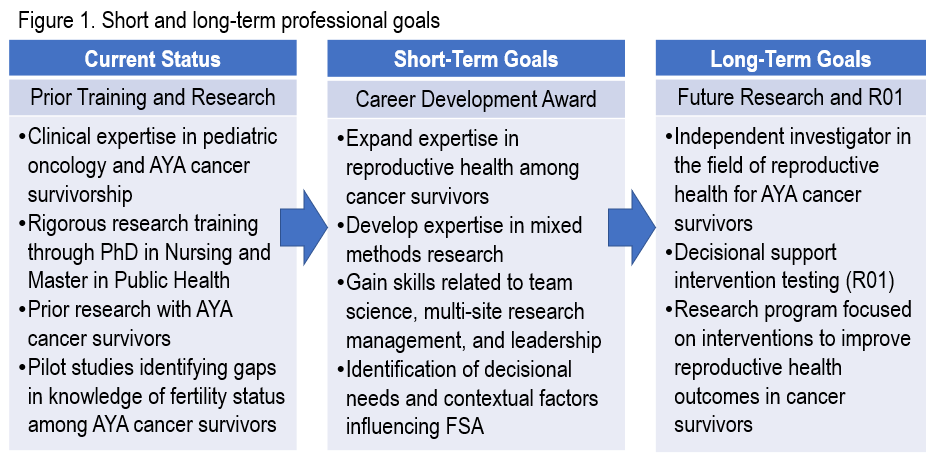 Figure 1. Short and long-term professional goals
Current Status
Prior Training and Research
•Clinical expertise in pediatric
oncology and AYA cancer
survivorship
•Rigorous research training
through PhD in Nursing and
Master in Public Health
•Prior research with AYA
cancer survivors
•Pilot studies identifying gaps
in knowledge of fertility status
among AYA cancer survivors
Short-Term Goals
Career Development Award
•Expand expertise in
reproductive health among
cancer survivors
•Develop expertise in mixed
methods research
•Gain skills related to team
science, multi-site research
management, and leadership
•Identification of decisional
needs and contextual factors
influencing FSA
Long-Term Goals
Future Research and R01
•Independent investigator in
the field of reproductive
health for AYA cancer
survivors
•Decisional support
intervention testing (R01)
•Research program focused
on interventions to improve
reproductive health
outcomes in cancer
survivors